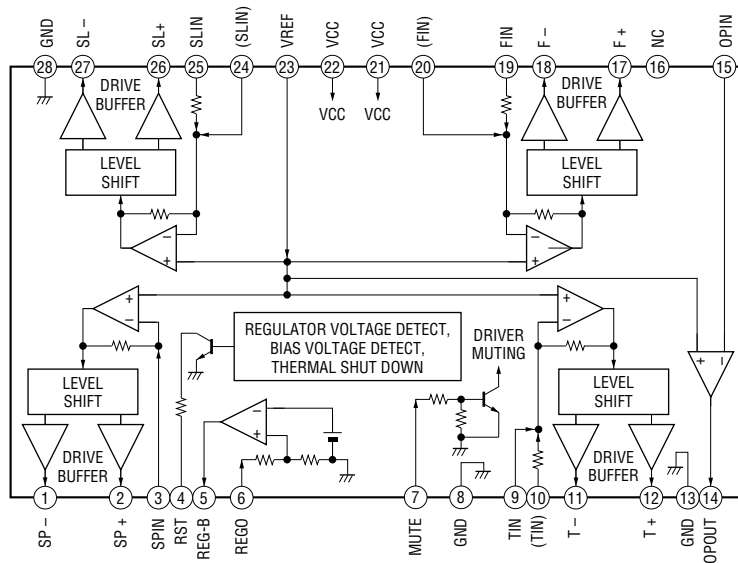 GND
SL −
SL+
SLIN
(SLIN)
VREF
VCC
VCC
(FIN)
FIN
F −
F +
NC
OPIN
28
27
26
25
24
23
22
21
20
19
18
17
16
15
DRIVE
BUFFER
VCC
VCC
DRIVE
BUFFER
LEVEL
SHIFT
LEVEL
SHIFT
−
+
−
+
+
−
REGULATOR VOLTAGE DETECT,
BIAS VOLTAGE DETECT,
THERMAL SHUT DOWN
DRIVER
MUTING
+
−
+
−
LEVEL
SHIFT
−
+
LEVEL
SHIFT
DRIVE
BUFFER
DRIVE
BUFFER
1
2
3
4
5
6
7
8
9
10
11
12
13
14
SP −
SP +
SPIN
RST
REG-B
REGO
MUTE
GND
TIN
(TIN)
T −
T +
GND
OPOUT